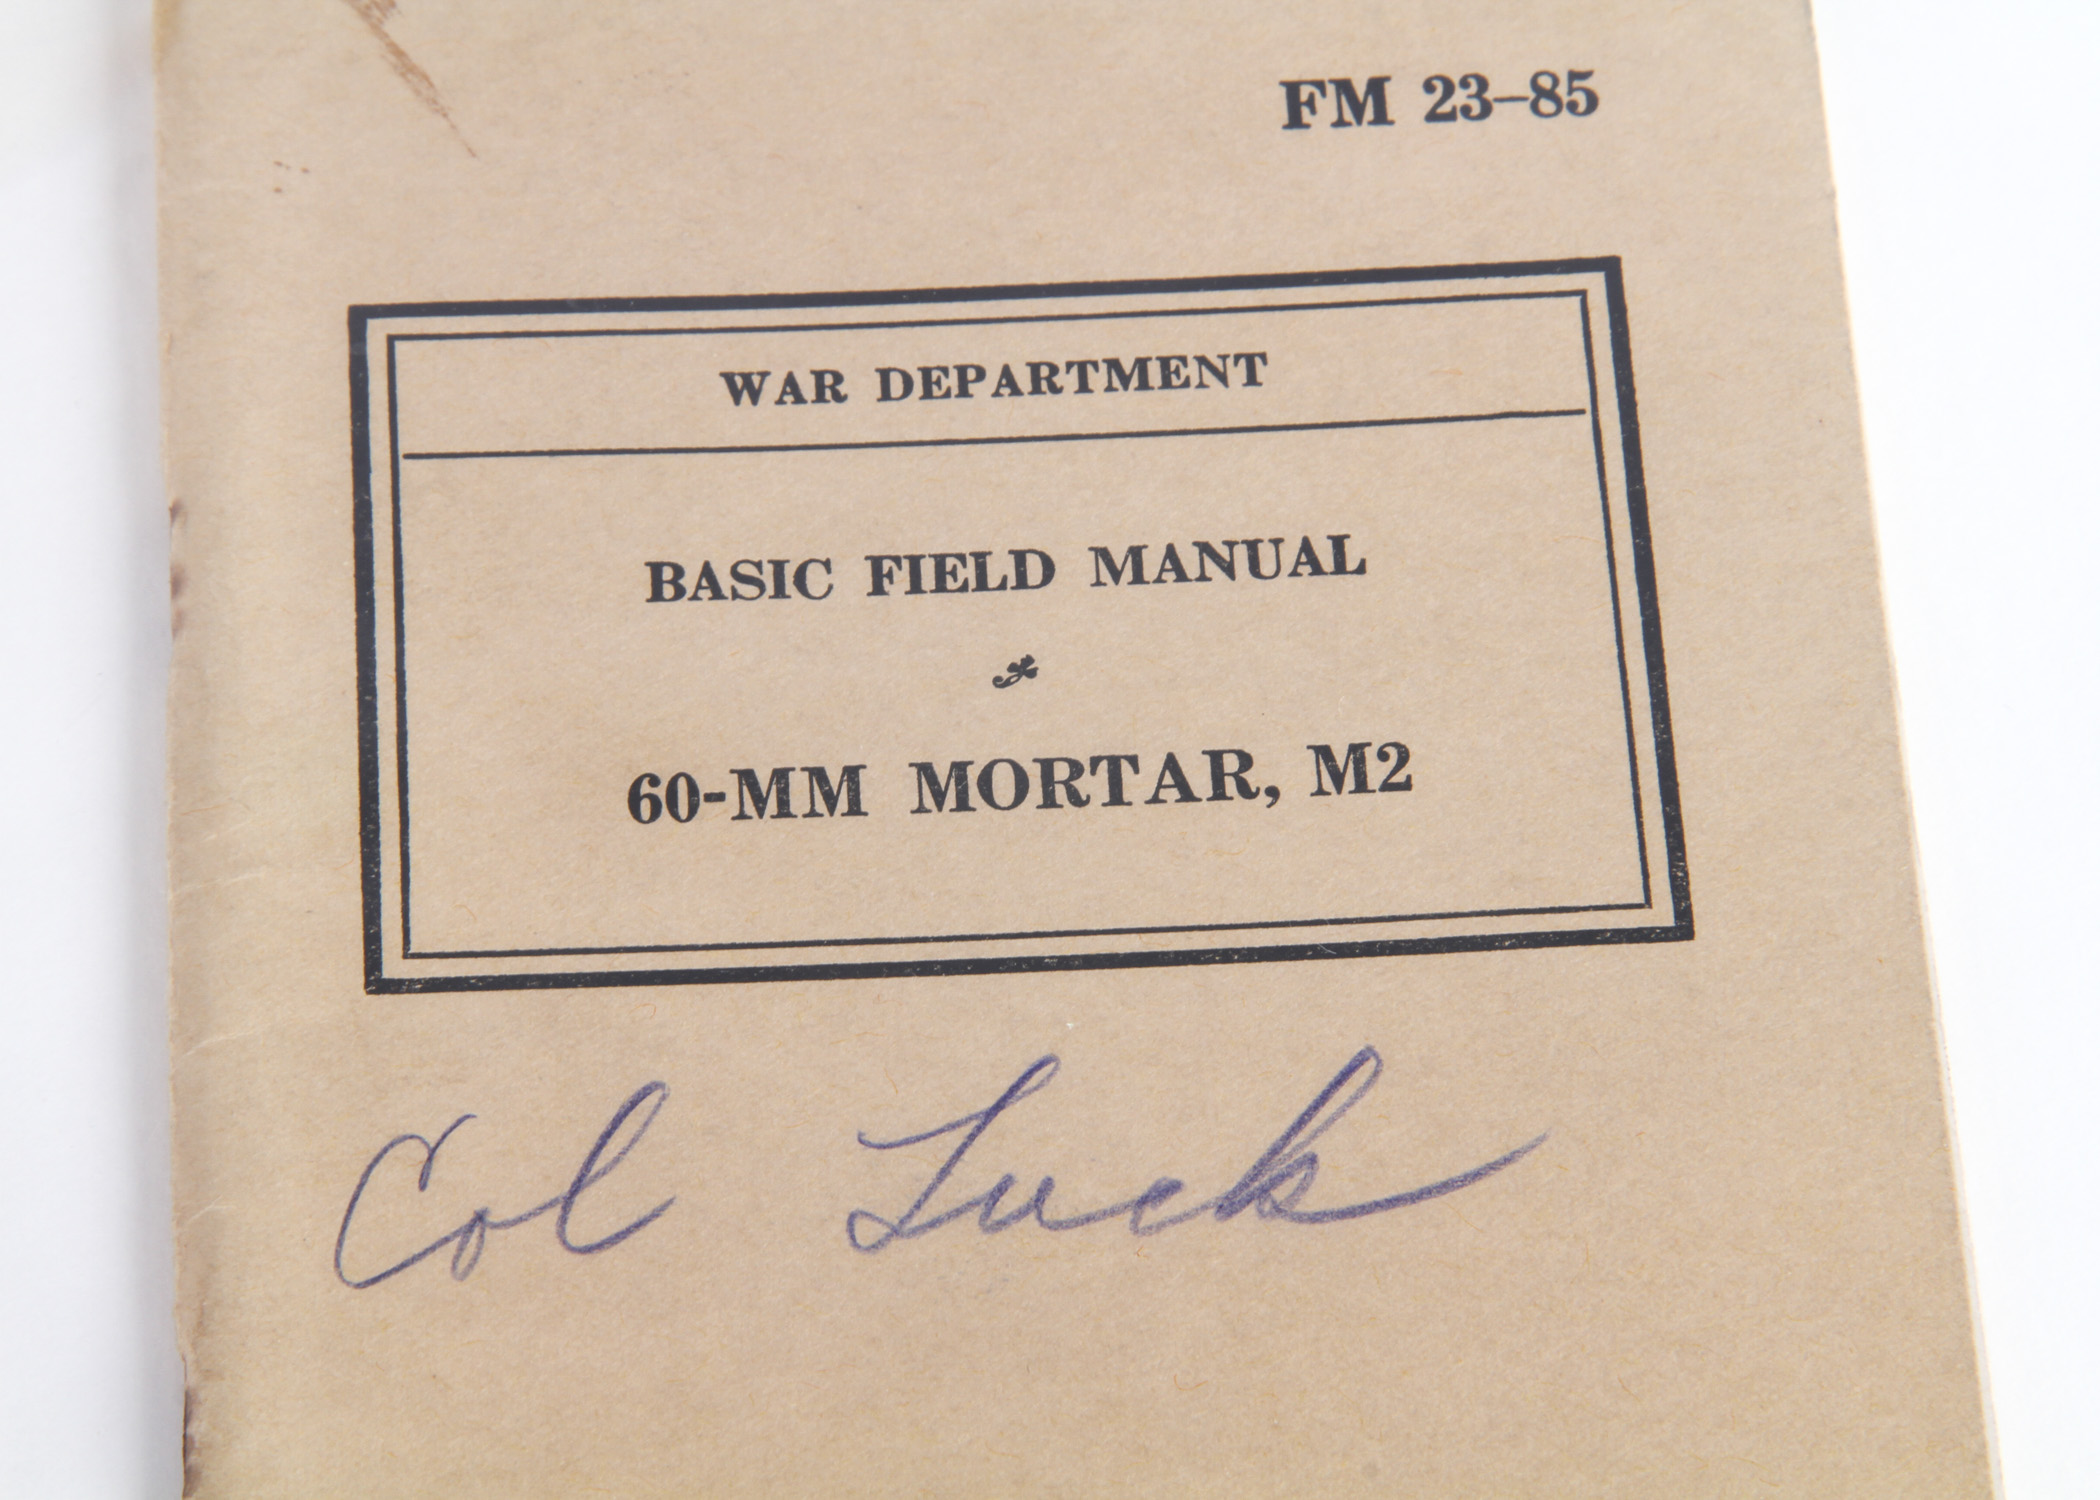 FM 23–85
WAR DEPARTMENT
BASIC FIELD MANUAL
60-MM MORTAR, M2
Col Luck